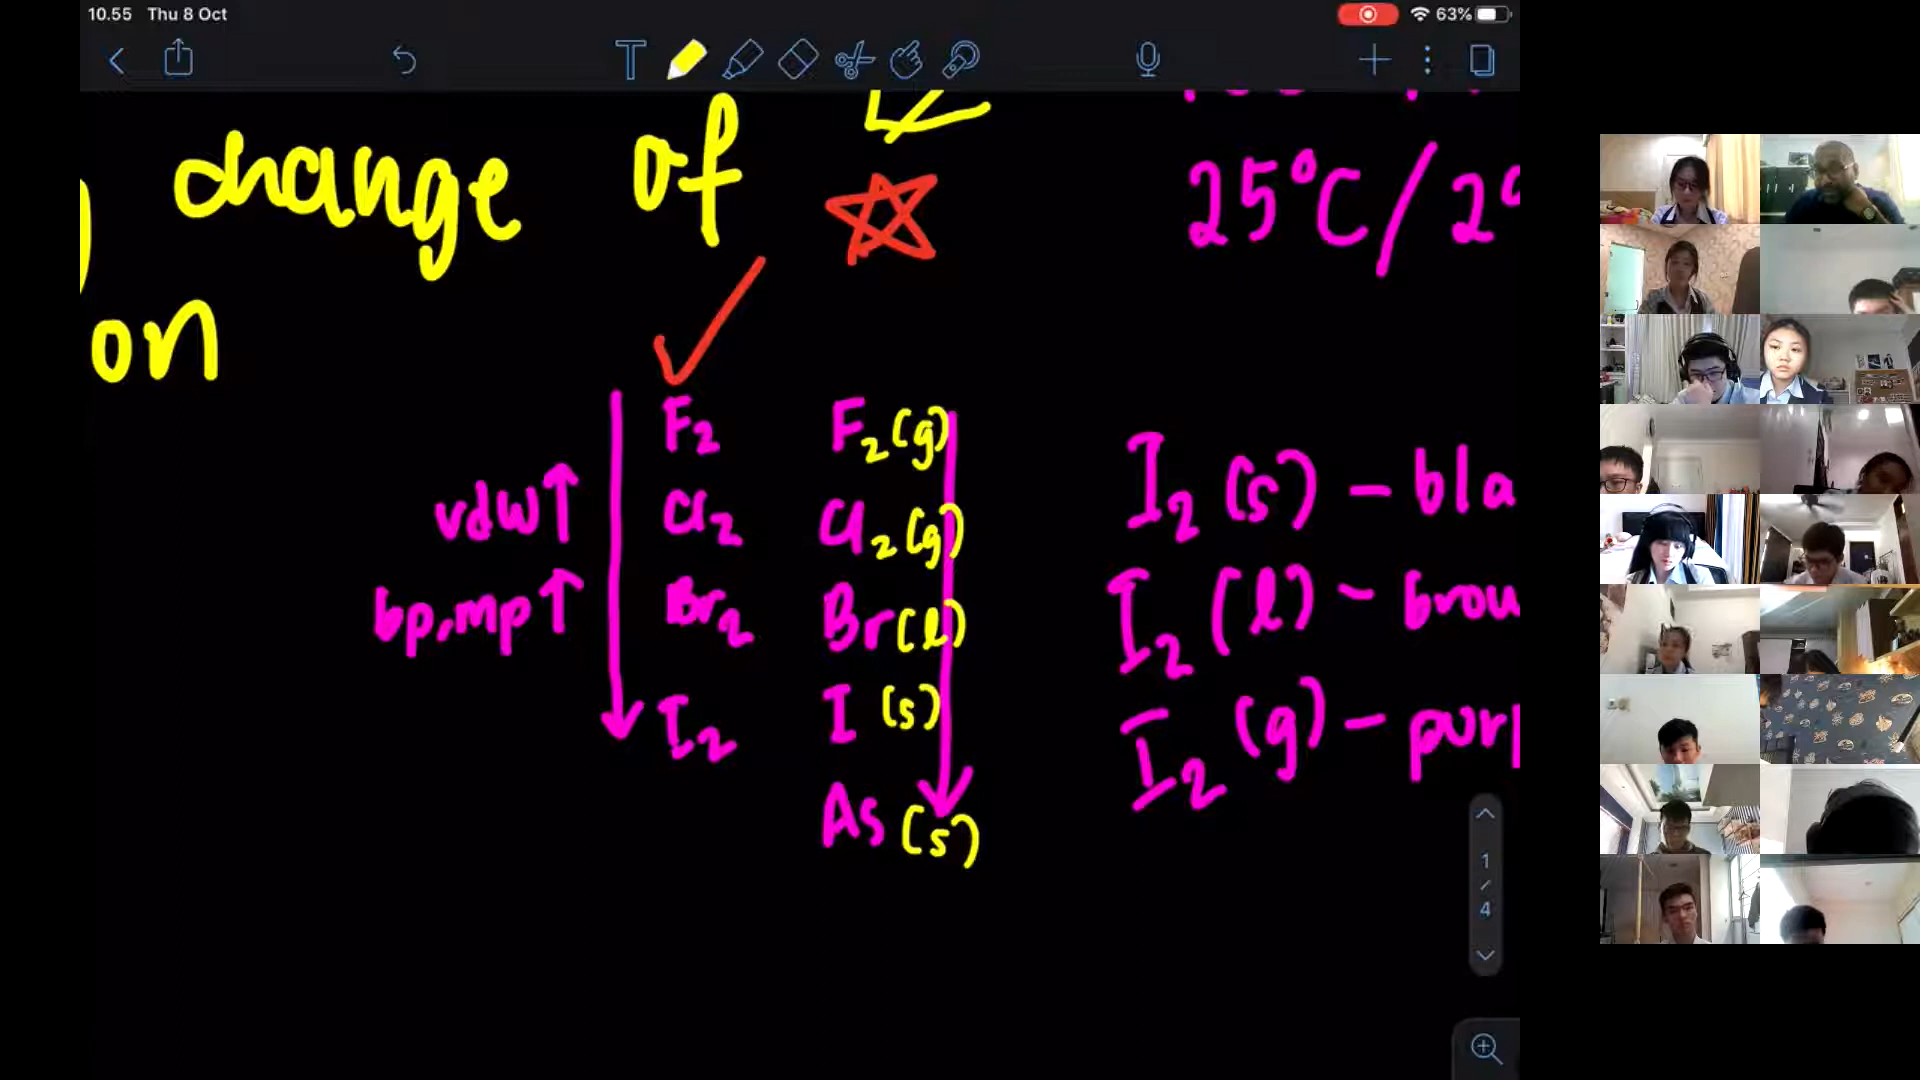 10.55 Thu 8 Oct
63%
T
change of
on
25°C/2
F₂ F₂(g)
Cl₂ Cl₂(g)
Br₂ Br(l)
I₂ I (s)
As (s)
vdw↑
bp,mp↑
I₂ (s) – bla
I₂ (l) – brow
I₂ (g) – purp
1
/
4